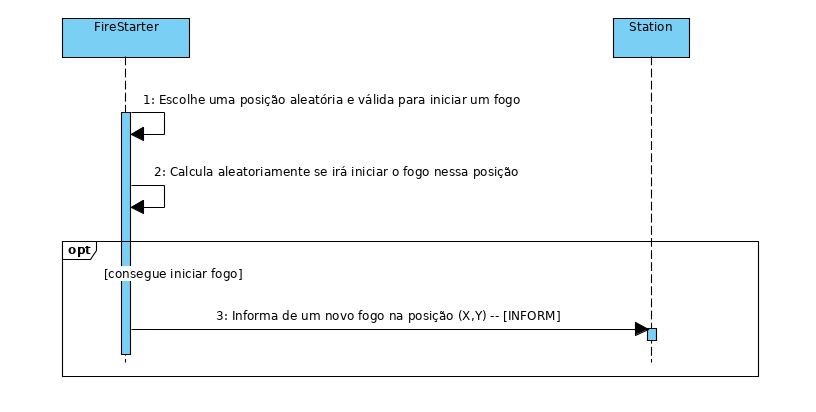 FireStarter
Station
1: Escolhe uma posição aleatória e válida para iniciar um fogo
2: Calcula aleatoriamente se irá iniciar o fogo nessa posição
opt
[consegue iniciar fogo]
3: Informa de um novo fogo na posição (X,Y) -- [INFORM]